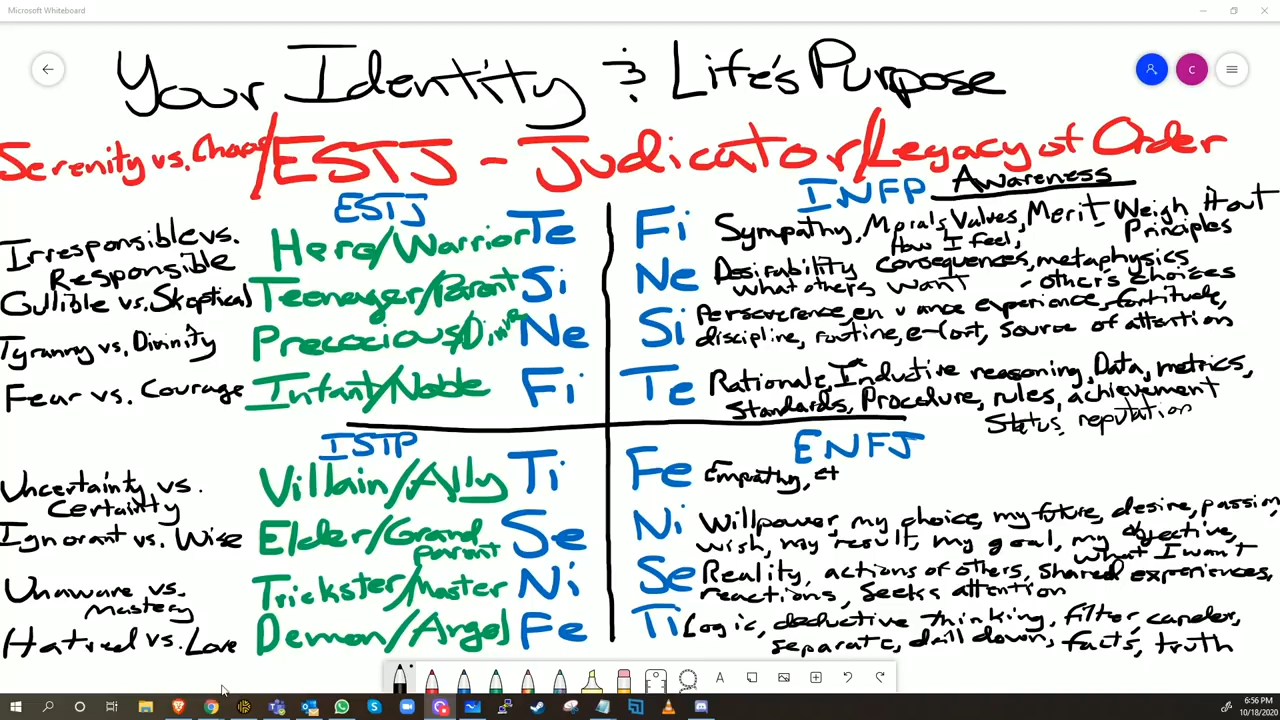 Microsoft Whiteboard
Your Identity & Life's Purpose
C
Serenity vs. Chaos/ESTJ - Judicator/Legacy of Order
ESTJ
INFP Awareness
Irresponsible vs. Responsible
Hero/Warrior Te
Fi Sympathy, Morals, Values, Merit, Weigh it out
How I feel, Principles
Gullible vs. Skeptical
Teenager/Parent Si
Ne Desirability, consequences, metaphysics,
what others want - others choices
Tyranny vs. Divinity
Precocious/Divine Ne
Si Perserverence, experience, fortitude,
discipline, routine, effort, source of attention
Fear vs. Courage
Infant/Noble Fi
Te Rationale, Inductive reasoning, Data, metrics,
Standards, Procedure, rules, achievement
Status, reputation
ISTP
ENFJ
Uncertainty vs. Certainty
Villain/Ally Ti
Fe Empathy, et
Ignorant vs. Wise
Elder/Grand parent Se
Ni Willpower, my choice, my future, desire, passion,
wish, my result, my goal, my objective,
what I want
Unaware vs. mastery
Trickster/Master Ni
Se Reality, actions of others, shared experiences,
reactions, Seeks attention
Hatred vs. Love
Demon/Angel Fe
Ti Logic, deductive thinking, filter candor,
separate, drill down, facts, truth
A
6:56 PM
10/18/2020